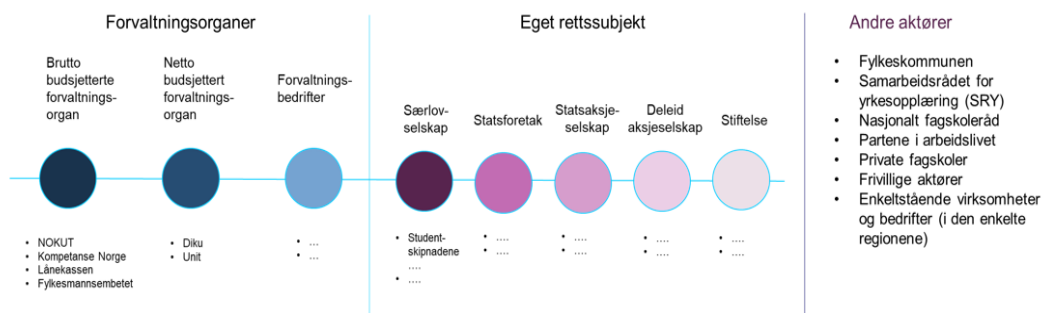 Forvaltningsorganer
Brutto
budsjetterte
forvaltnings-
organ
Netto
budsjettert
forvaltnings-
organ
Forvaltnings-
bedrifter
• NOKUT
• Kompetanse Norge
• Lånekassen
• Fylkesmannsembetet
• Diku
• Unit
• ...
• ...
Eget rettssubjekt
Særlov-
selskap
Statsforetak
Statsaksje-
selskap
Deleid
aksjeselskap
Stiftelse
• Student-
skipnadene
....
• ....
• ....
• ....
• ....
• ....
• ....
• ....
• ....
• ....
Andre aktører
• Fylkeskommunen
• Samarbeidsrådet for
yrkesopplæring (SRY)
• Nasjonalt fagskoleråd
• Partene i arbeidslivet
• Private fagskoler
• Frivillige aktører
• Enkeltstående virksomheter
og bedrifter (i den enkelte
regionene)